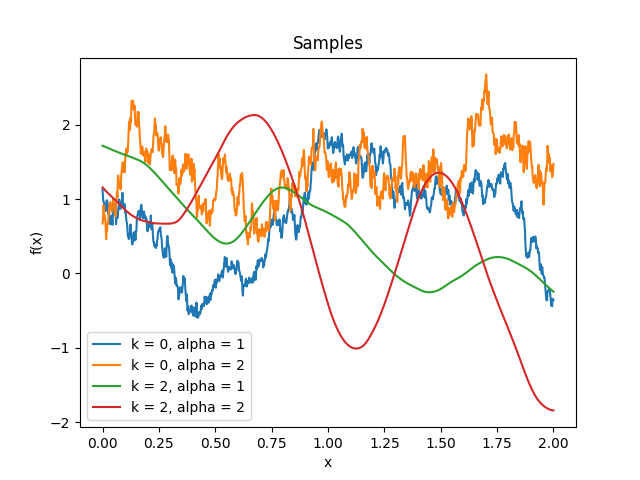 Samples
f(x)
2
1
0
−1
−2
k = 0, alpha = 1
k = 0, alpha = 2
k = 2, alpha = 1
k = 2, alpha = 2
0.00 0.25 0.50 0.75 1.00 1.25 1.50 1.75 2.00
x